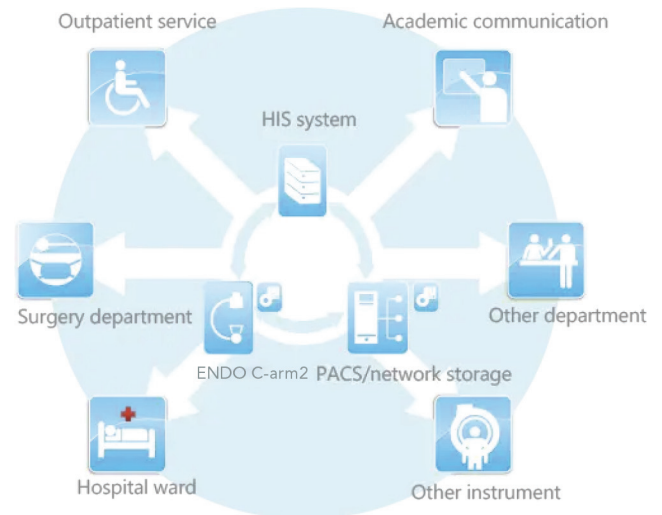 Outpatient service
Academic communication
HIS system
Surgery department
Other department
ENDO C-arm2
PACS/network storage
Hospital ward
Other instrument